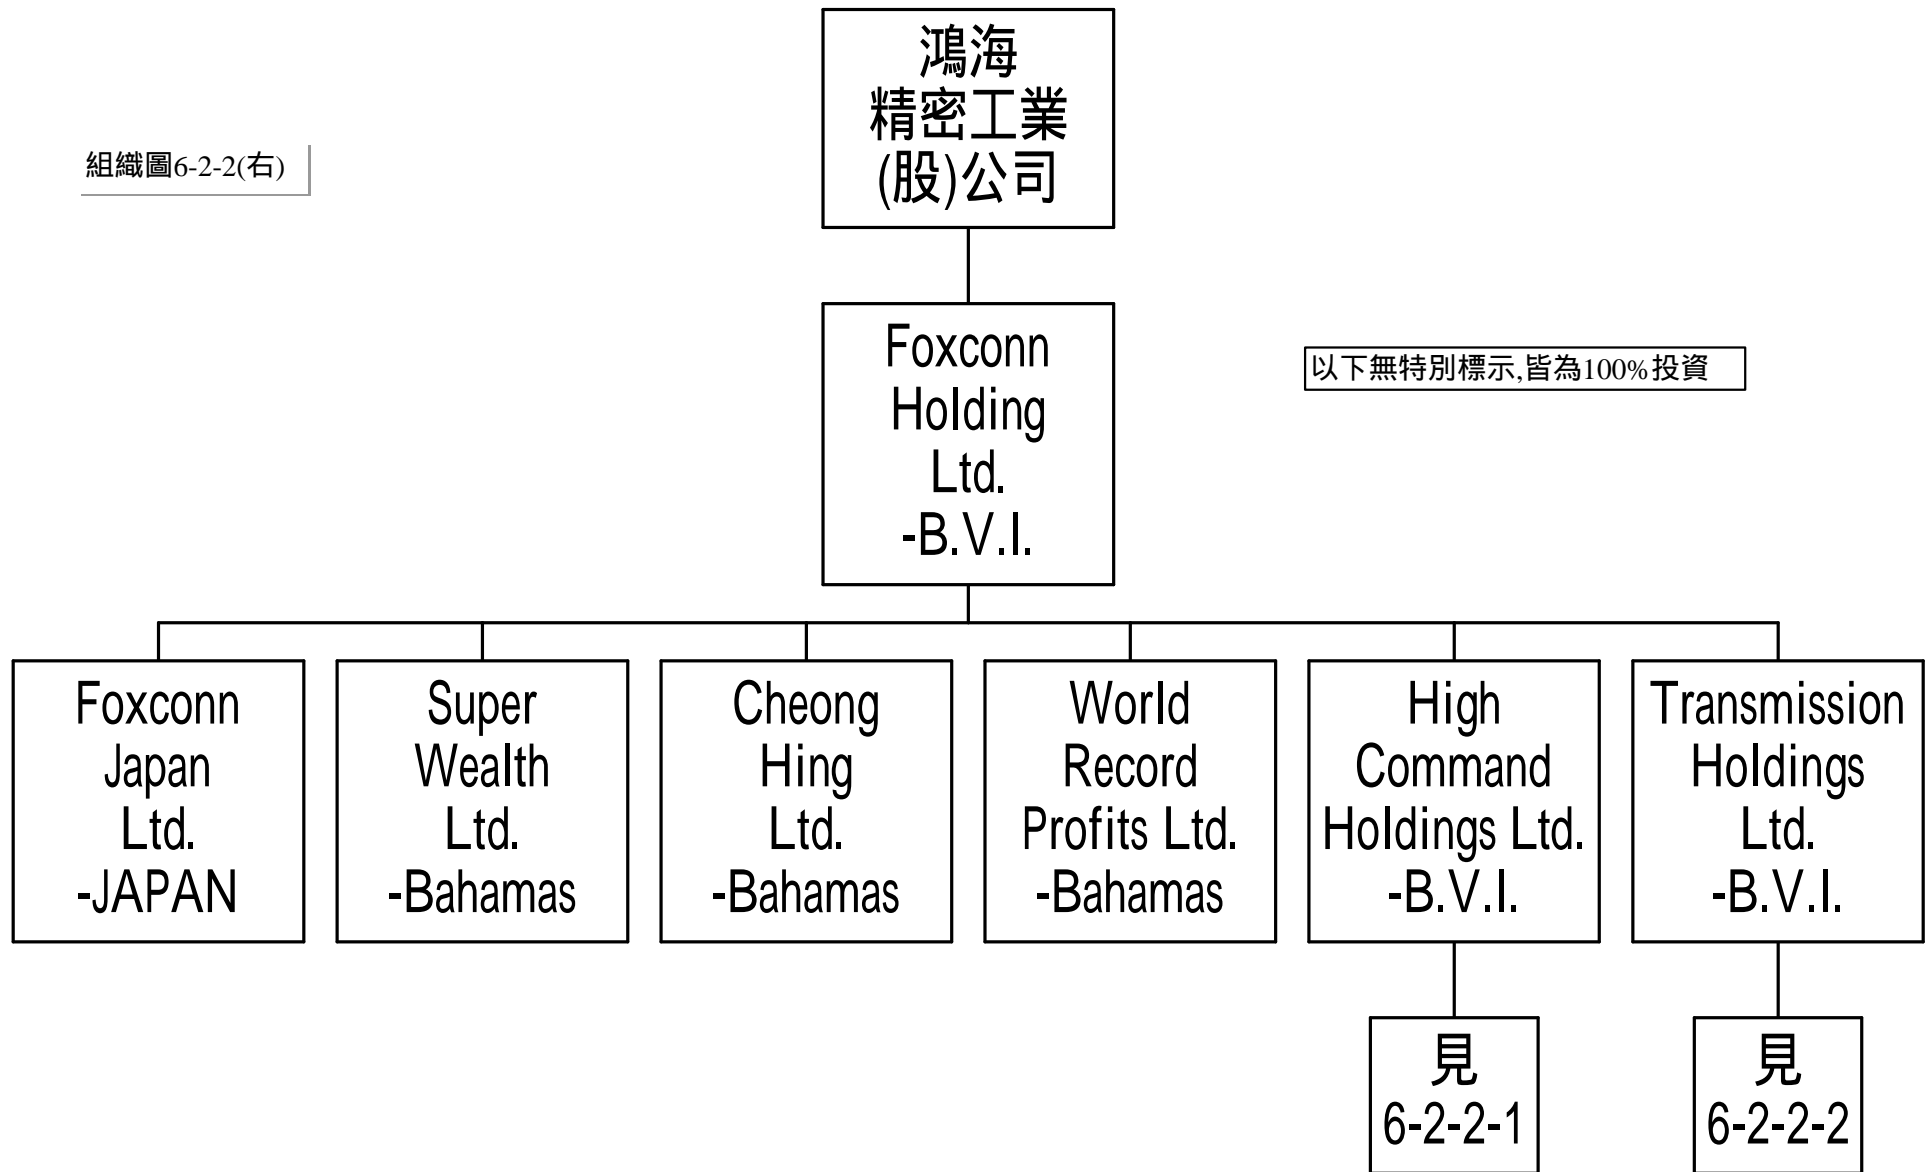 鴻海
精密工業
(股)公司
組織圖6-2-2(右)
Foxconn
Holding
Ltd.
-B.V.I.
以下無特別標示,皆為100%投資
Foxconn
Japan
Ltd.
-JAPAN
Super
Wealth
Ltd.
-Bahamas
Cheong
Hing
Ltd.
-Bahamas
World
Record
Profits Ltd.
-Bahamas
High
Command
Holdings Ltd.
-B.V.I.
Transmission
Holdings
Ltd.
-B.V.I.
見
6-2-2-1
見
6-2-2-2